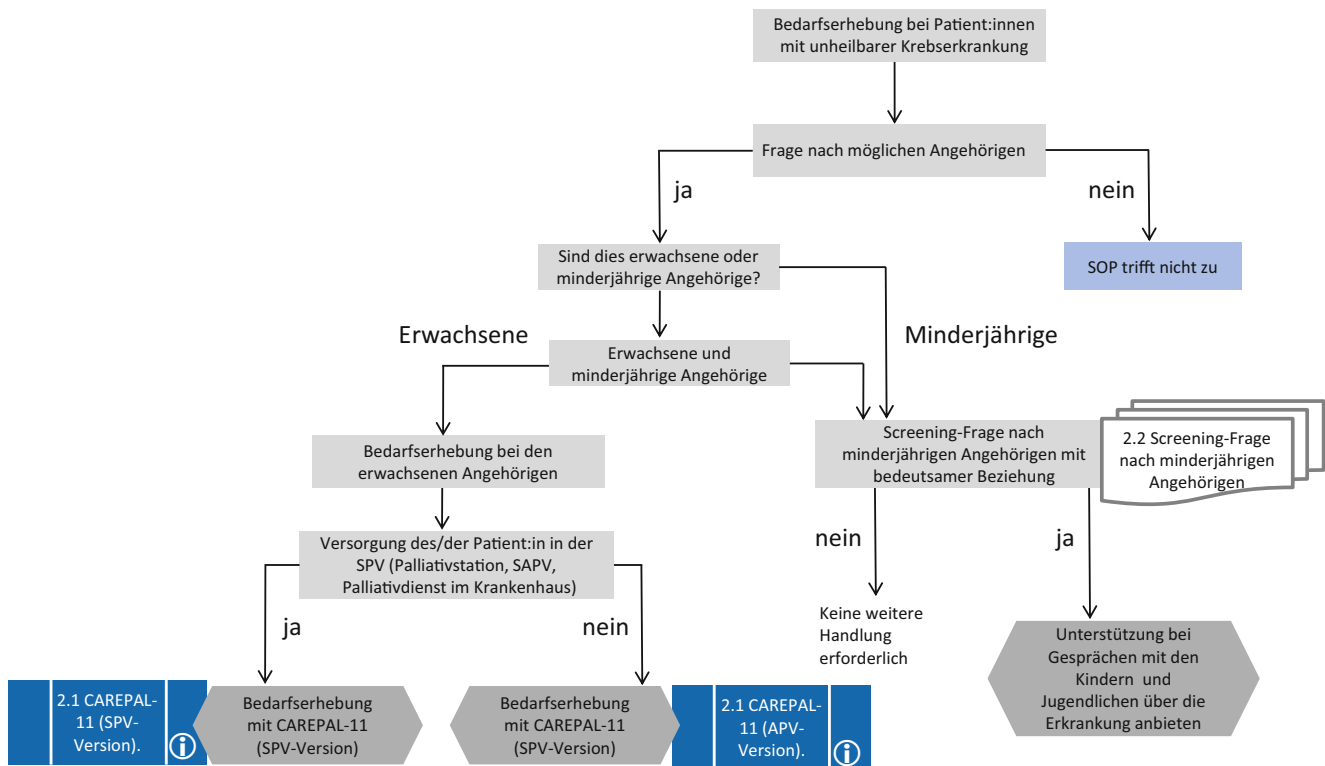 Bedarfserhebung bei Patient:innen
mit unheilbarer Krebserkrankung
Frage nach möglichen Angehörigen
ja
nein
Sind dies erwachsene oder
minderjährige Angehörige?
SOP trifft nicht zu
Erwachsene
Minderjährige
Erwachsene und
minderjährige Angehörige
Bedarfserhebung bei den
erwachsenen Angehörigen
Screening-Frage nach
minderjährigen Angehörigen mit
bedeutsamer Beziehung
2.2 Screening-Frage
nach minderjährigen
Angehörigen
Versorgung des/der Patient:in in der
SPV (Palliativstation, SAPV,
Palliativdienst im Krankenhaus)
nein
ja
ja
nein
Keine weitere
Handlung
erforderlich
Unterstützung bei
Gesprächen mit den
Kindern und
Jugendlichen über die
Erkrankung anbieten
2.1 CAREPAL-
11 (SPV-
Version).
Bedarfserhebung
mit CAREPAL-11
(SPV-Version)
Bedarfserhebung
mit CAREPAL-11
(SPV-Version)
2.1 CAREPAL-
11 (APV-
Version).